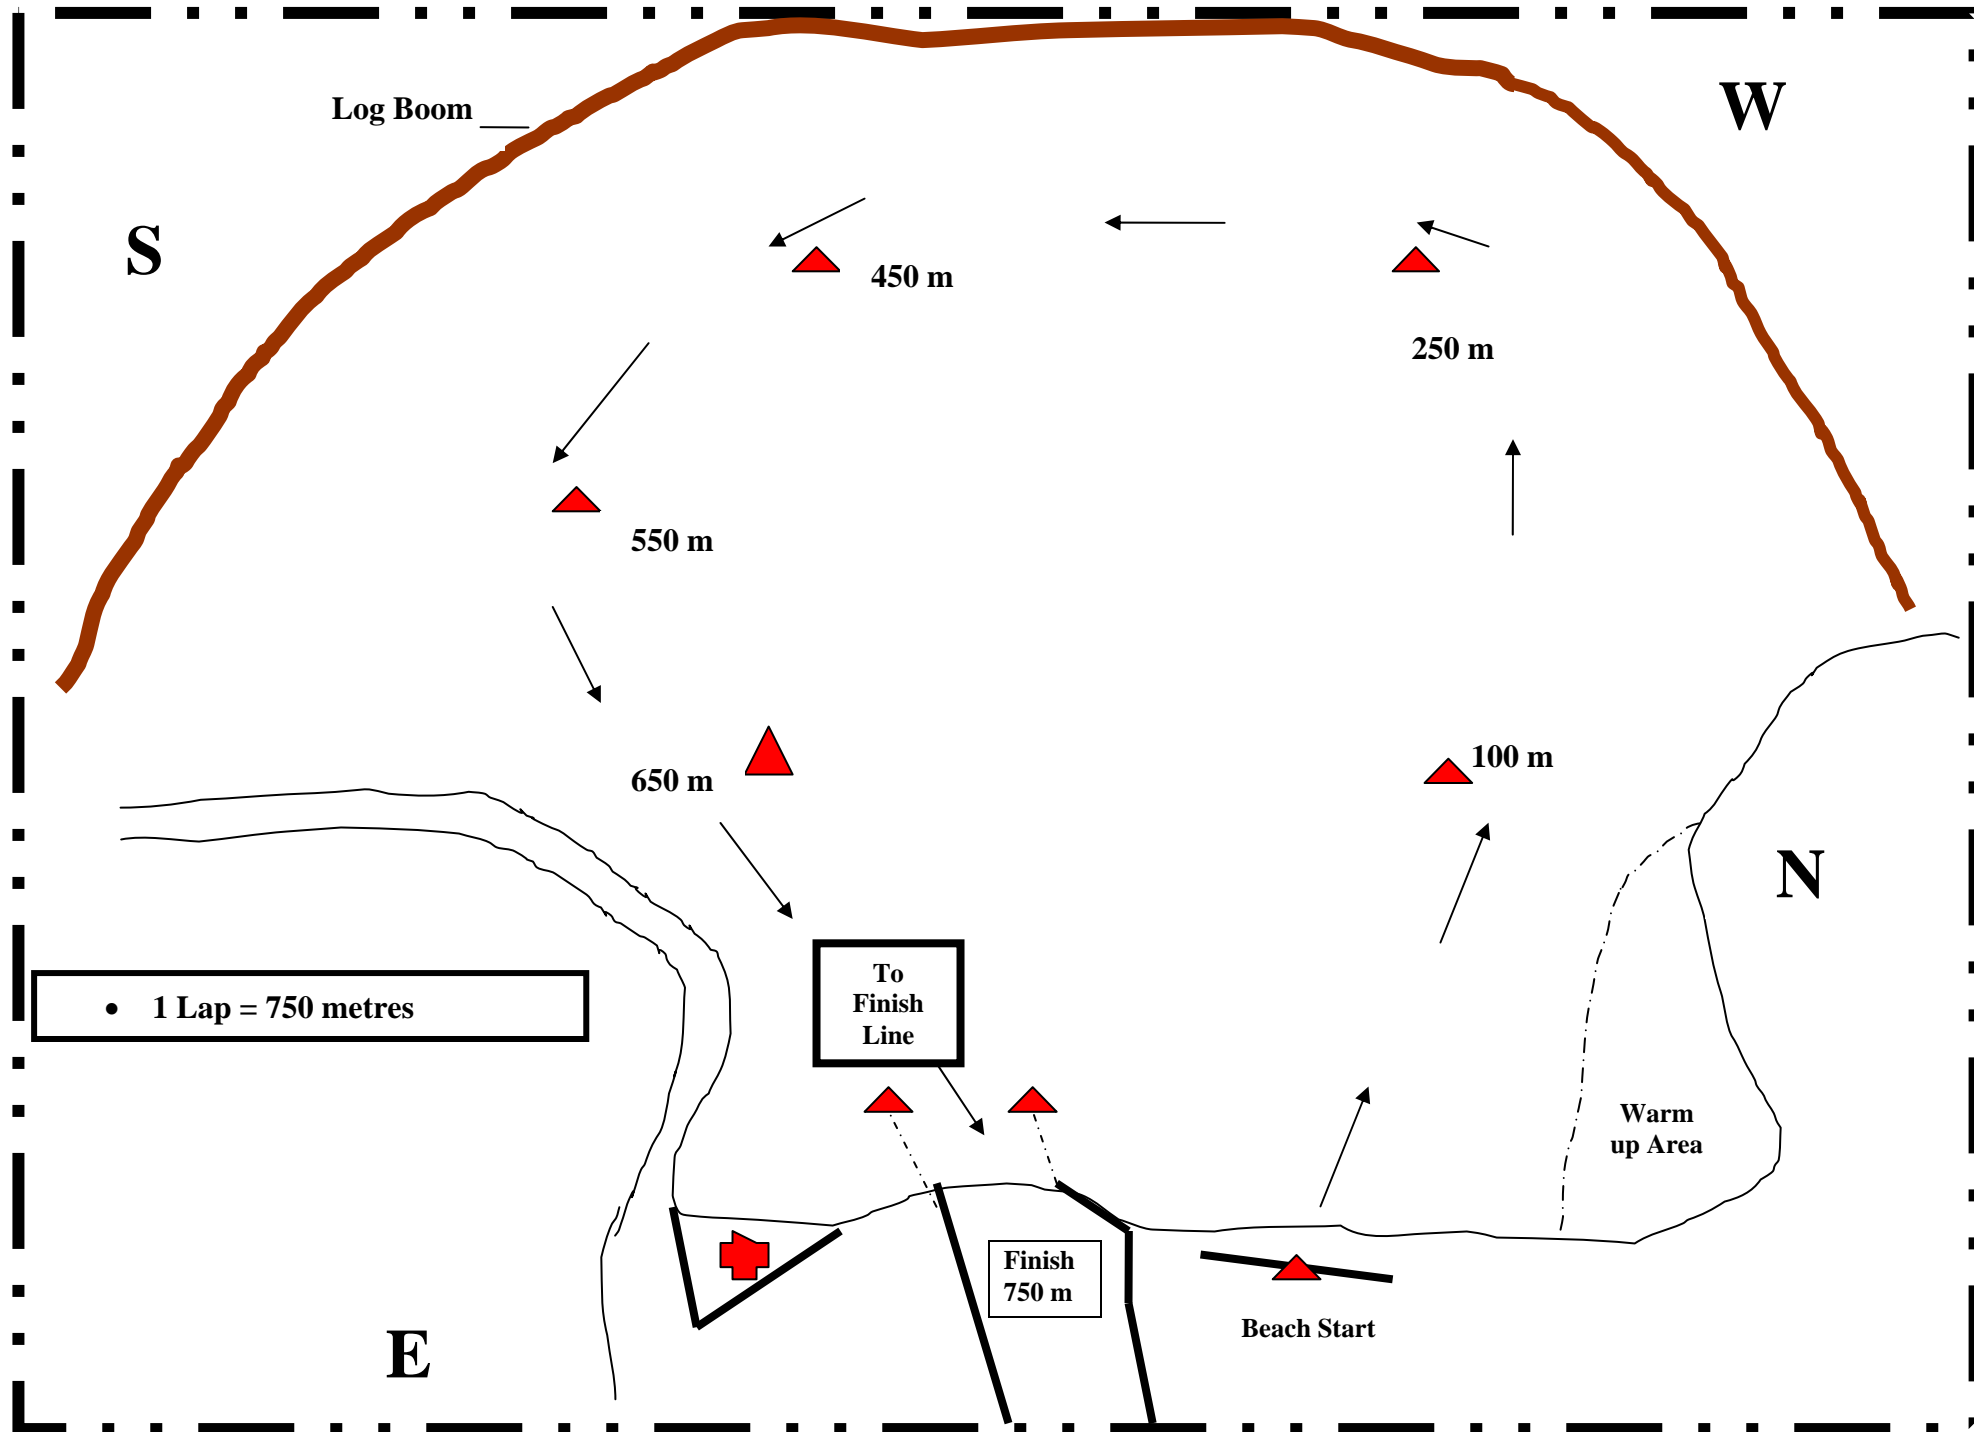 Log Boom
W
S
450 m
250 m
550 m
650 m
100 m
N
To
Finish
Line
• 1 Lap = 750 metres
Warm
up Area
Finish
750 m
Beach Start
E